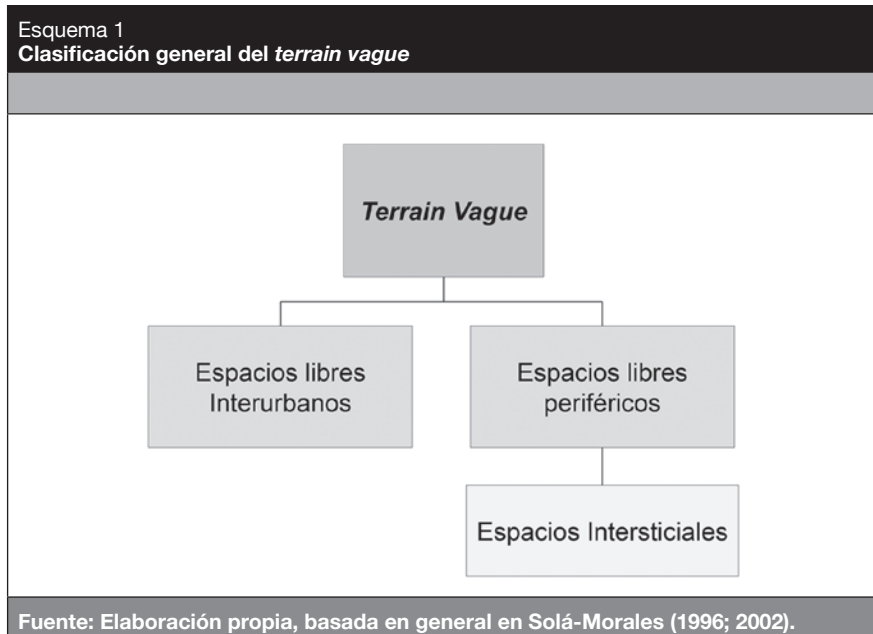 Esquema 1
Clasificación general del terrain vague
Terrain Vague
Espacios libres
Interurbanos
Espacios libres
periféricos
Espacios Intersticiales
Fuente: Elaboración propia, basada en general en Solá-Morales (1996; 2002).